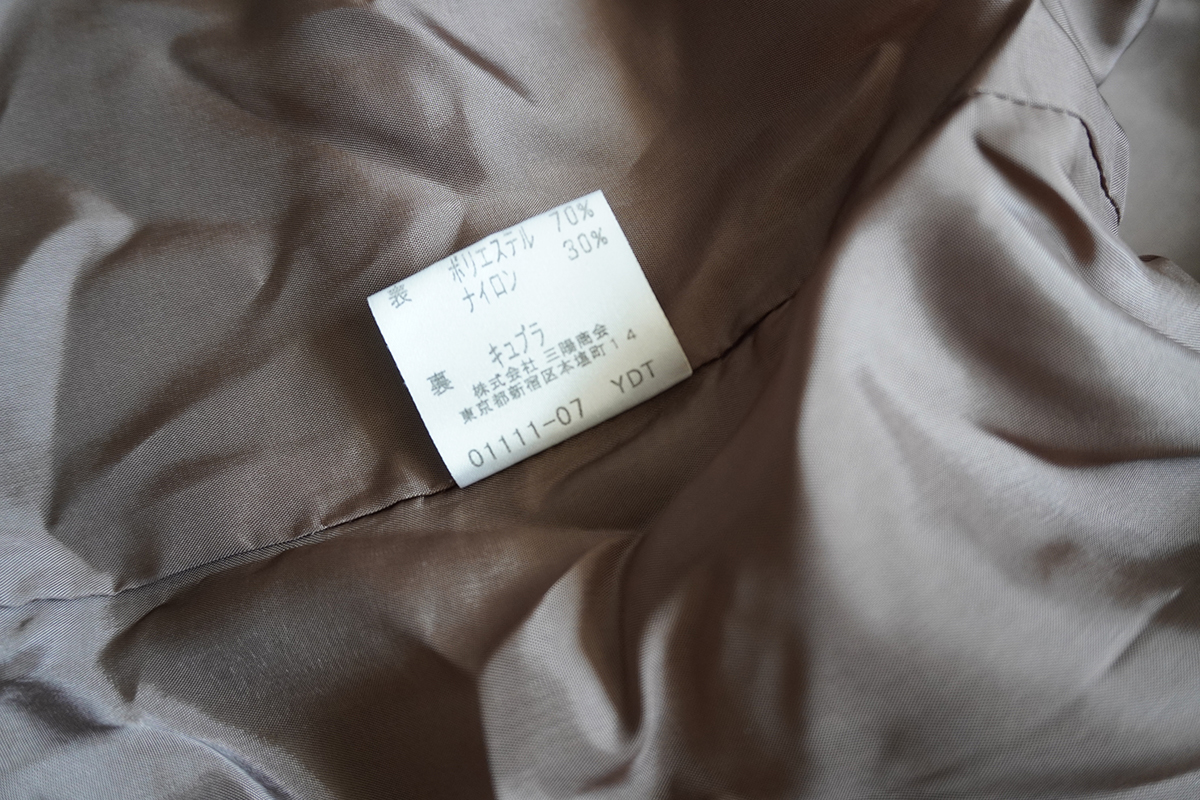 表 ポリエステル 70%
ナイロン 30%
裏 キュプラ
株式会社 三陽商会
東京都新宿区本塩町14
01111-07 YDT